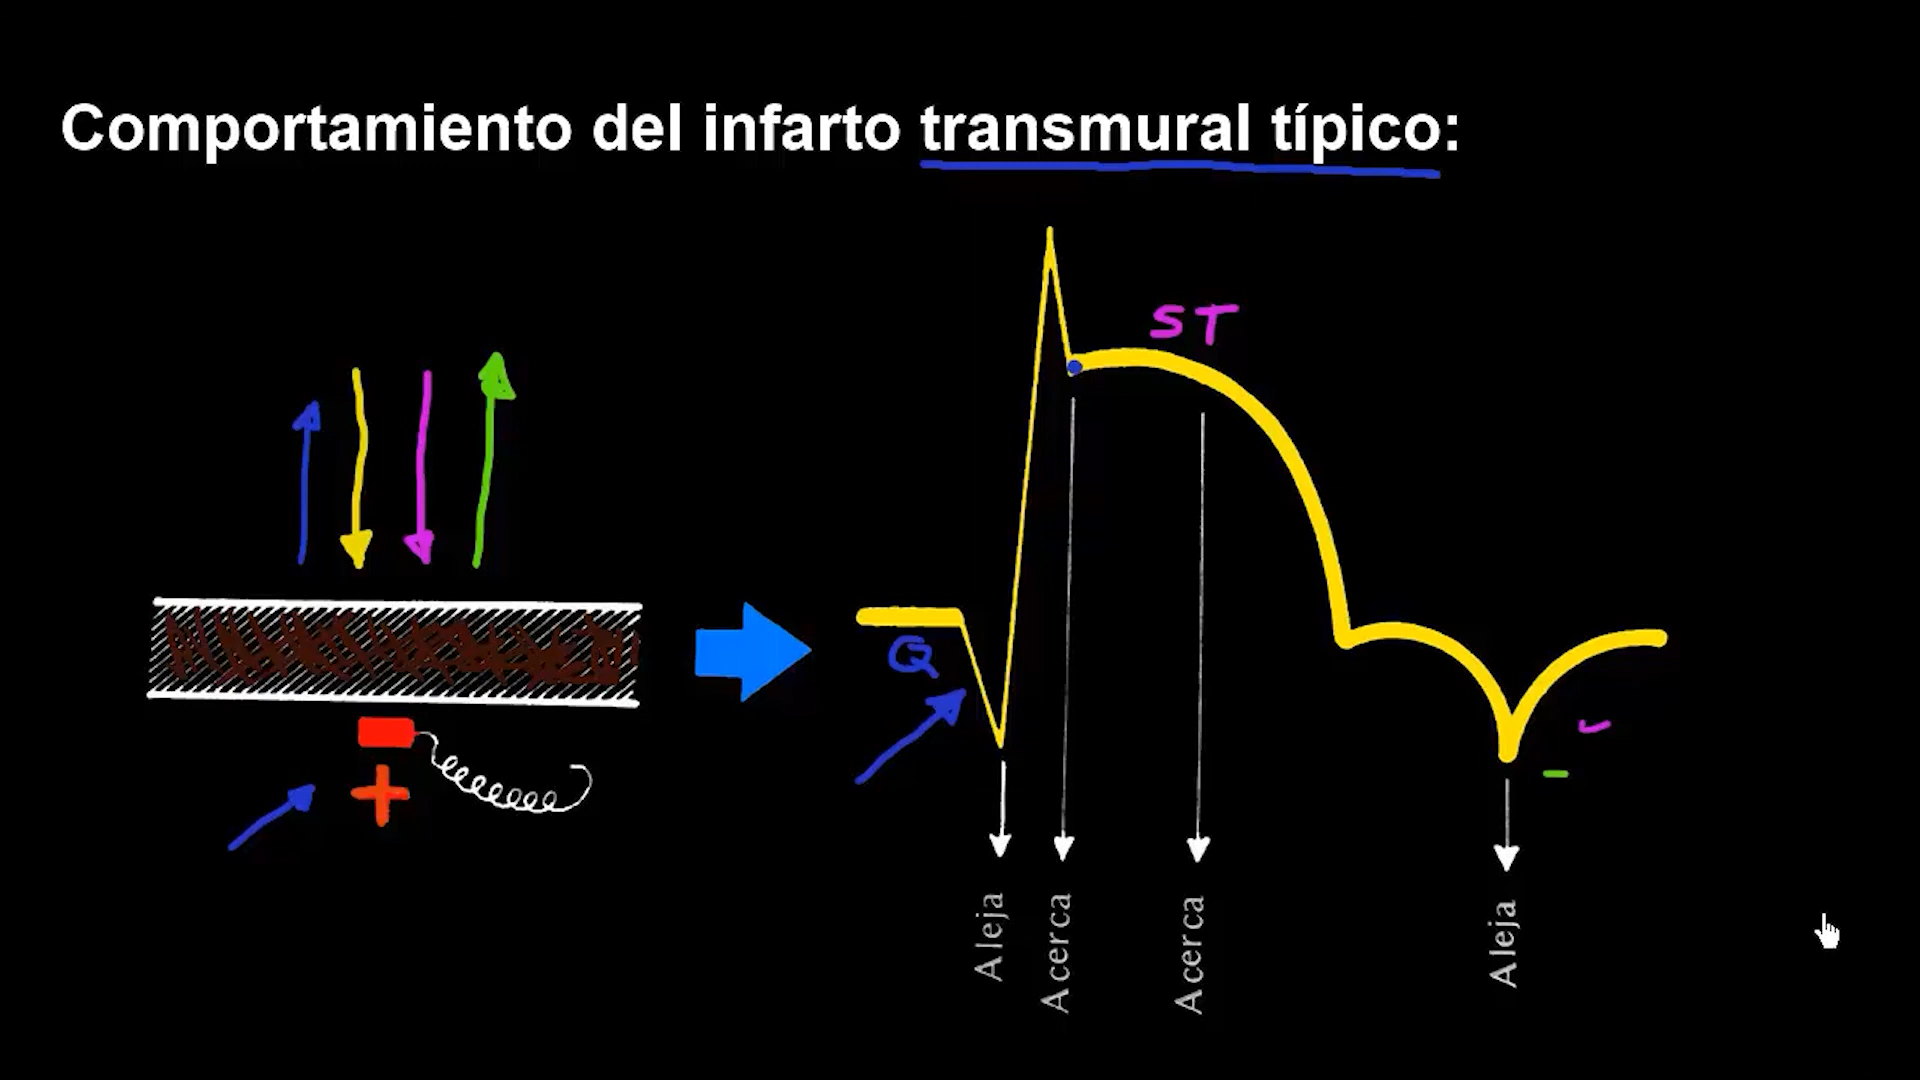 Comportamiento del infarto transmural típico:
ST
Q
+
Aleja
Acerca
Acerca
Aleja